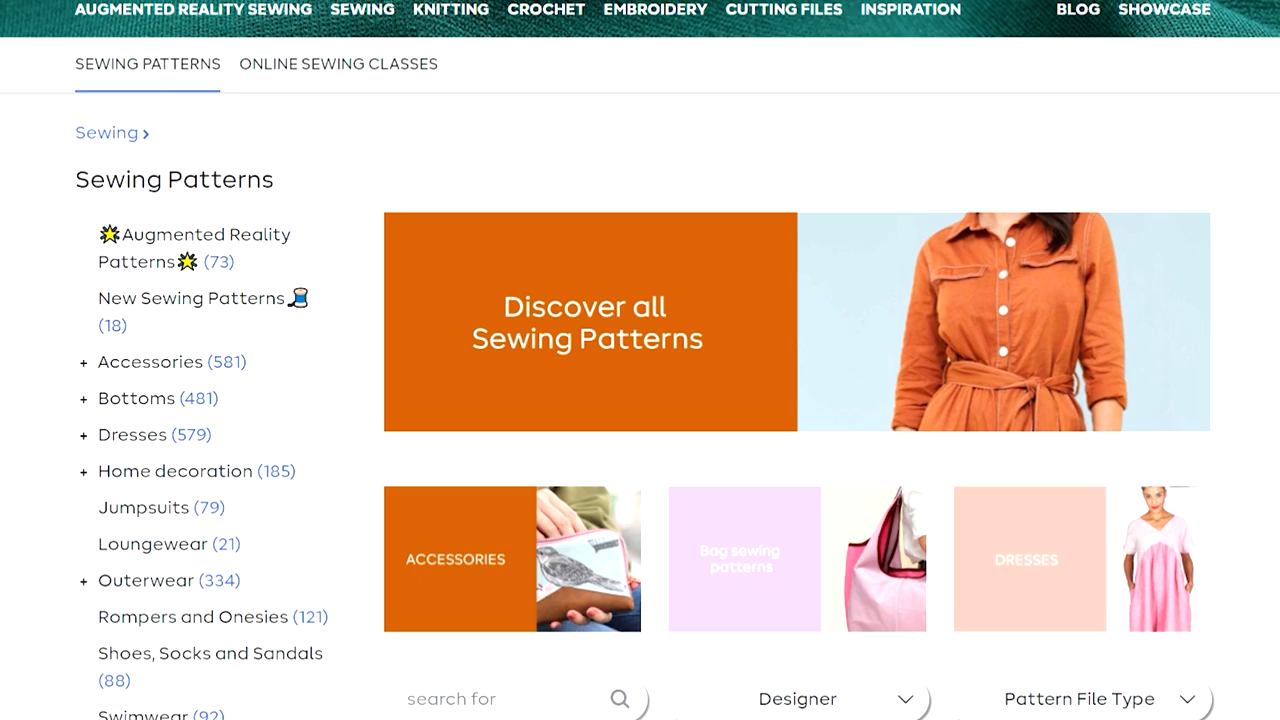 AUGMENTED REALITY SEWING SEWING KNITTING CROCHET EMBROIDERY CUTTING FILES INSPIRATION BLOG SHOWCASE
SEWING PATTERNS ONLINE SEWING CLASSES
Sewing >
Sewing Patterns
🌟Augmented Reality
Patterns🌟 (73)
New Sewing Patterns🧵
(18)
+ Accessories (581)
+ Bottoms (481)
+ Dresses (579)
+ Home decoration (185)
Jumpsuits (79)
Loungewear (21)
+ Outerwear (334)
Rompers and Onesies (121)
Shoes, Socks and Sandals
(88)
Swimwear (92)
Discover all
Sewing Patterns
ACCESSORIES
Bag sewing
patterns
DRESSES
search for
Designer
Pattern File Type